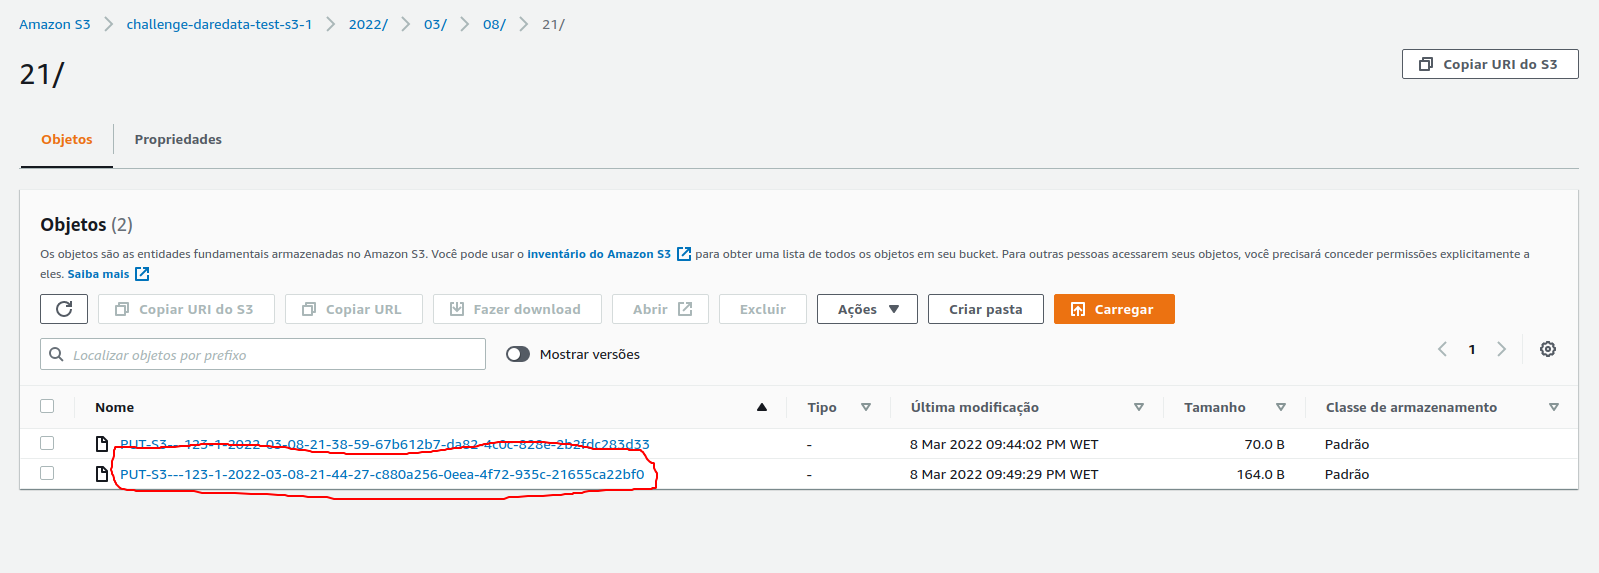 Amazon S3 > challenge-daredata-test-s3-1 > 2022/ > 03/ > 08/ > 21/
21/
Copiar URI do S3
Objetos Propriedades
Objetos (2)
Os objetos são as entidades fundamentais armazenadas no Amazon S3. Você pode usar o inventário do Amazon S3 para obter uma lista de todos os objetos em seu bucket. Para outras pessoas acessarem seus objetos, você precisará conceder permissões explicitamente a
eles. Saiba mais
Copiar URI do S3 Copiar URL Fazer download Abrir Excluir Ações Criar pasta Carregar
Localizar objetos por prefixo Mostrar versões 1
Nome Tipo Última modificação Tamanho Classe de armazenamento
PUT-S3---123-1-2022-03-08-21-38-59-67b612b7-da82-4c0c-828e-2b2fdc283d33 - 8 Mar 2022 09:44:02 PM WET 70.0 B Padrão
PUT-S3---123-1-2022-03-08-21-44-27-c880a256-0eea-4f72-935c-21655ca22bf0 - 8 Mar 2022 09:49:29 PM WET 164.0 B Padrão